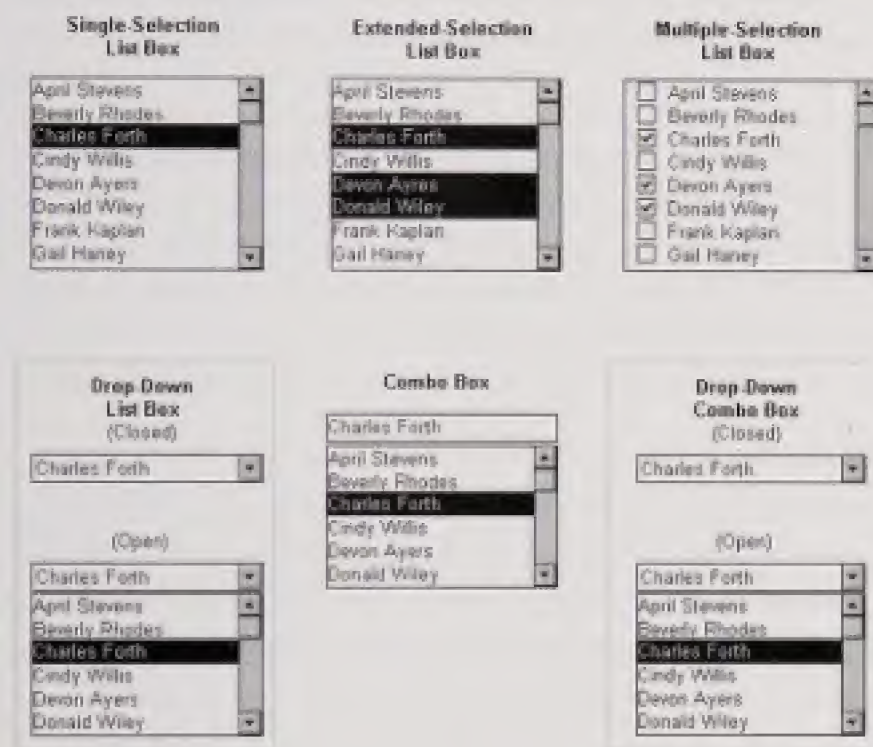 Single-Selection
List Box
April Stevens
Beverly Rhodes
Charles Forth
Cindy Willis
Devon Ayers
Donald Wiley
Frank Kaplan
Gail Haney
Extended-Selection
List Box
April Stevens
Beverly Rhodes
Charles Forth
Cindy Willis
Devon Ayres
Donald Wiley
Frank Kaplan
Gail Haney
Multiple-Selection
List Box
April Stevens
Beverly Rhodes
Charles Forth
Cindy Willis
Devon Ayers
Donald Wiley
Frank Kaplan
Gail Haney
Drop-Down
List Box
(Closed)
Charles Forth
(Open)
Charles Forth
April Stevens
Beverly Rhodes
Charles Forth
Cindy Willis
Devon Ayers
Donald Wiley
Combo Box
Charles Forth
April Stevens
Beverly Rhodes
Charles Forth
Cindy Willis
Devon Ayers
Donald Wiley
Drop-Down
Combo Box
(Closed)
Charles Forth
(Open)
Charles Forth
April Stevens
Beverly Rhodes
Charles Forth
Cindy Willis
Devon Ayers
Donald Wiley